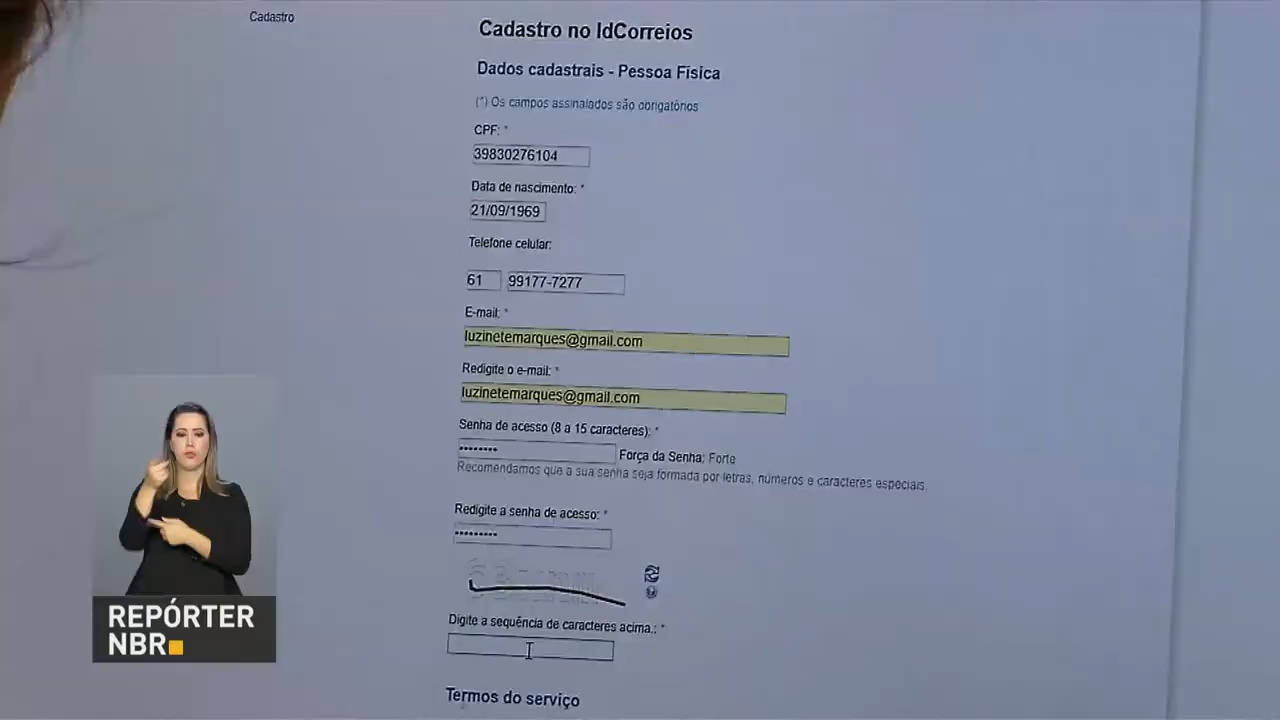 Cadastro
Cadastro no IdCorreios
Dados cadastrais - Pessoa Física
(*) Os campos assinalados são obrigatórios
CPF: *
39830276104
Data de nascimento: *
21/09/1969
Telefone celular:
61 99177-7277
E-mail: *
luzinetemarques@gmail.com
Redigite o e-mail: *
luzinetemarques@gmail.com
Senha de acesso (8 a 15 caracteres): *
Força da Senha: Forte
Recomendamos que a sua senha seja formada por letras, números e caracteres especiais.
Redigite a senha de acesso: *
Digite a sequência de caracteres acima.: *
Termos do serviço
REPÓRTER
NBR